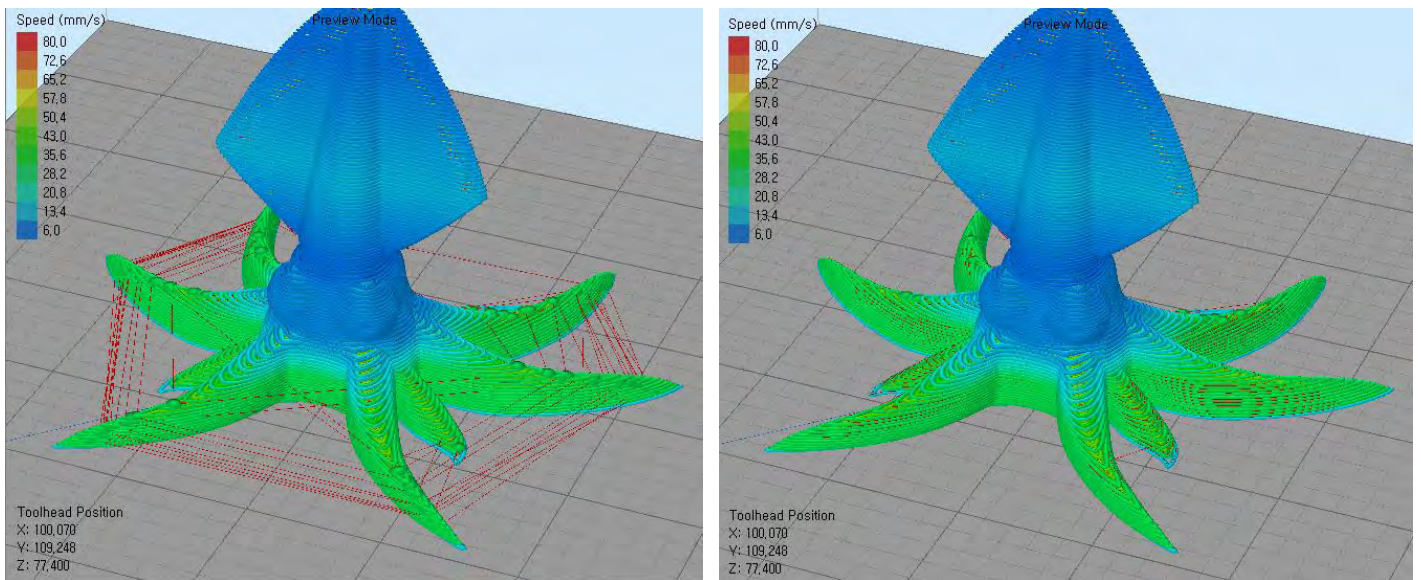 Speed (mm/s)
Preview Mode
80,0
72,6
65,2
57,8
50,4
43,0
35,6
28,2
20,8
13,4
6,0
Toolhead Position
X: 100,070
Y: 109,248
Z: 77,400
Speed (mm/s)
Preview Mode
80,0
72,6
65,2
57,8
50,4
43,0
35,6
28,2
20,8
13,4
6,0
Toolhead Position
X: 100,070
Y: 109,248
Z: 77,400